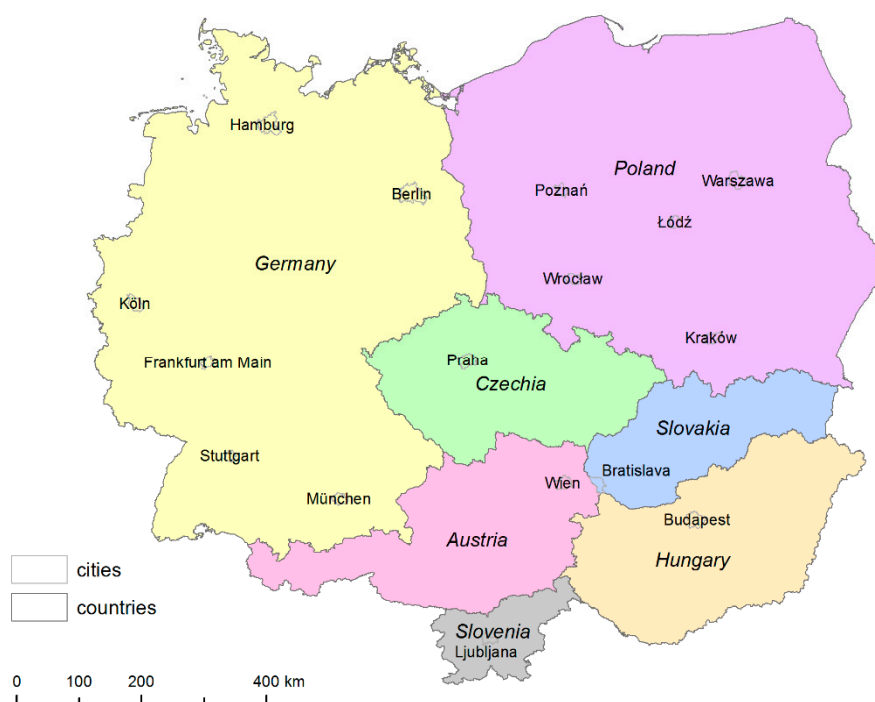 Hamburg
Berlin
Poland
Poznań
Warszawa
Łódź
Germany
Wrocław
Köln
Kraków
Frankfurt am Main
Praha
Czechia
Slovakia
Stuttgart
Bratislava
München
Wien
Budapest
Austria
Hungary
cities
countries
Slovenia
Ljubljana
0 100 200 400 km